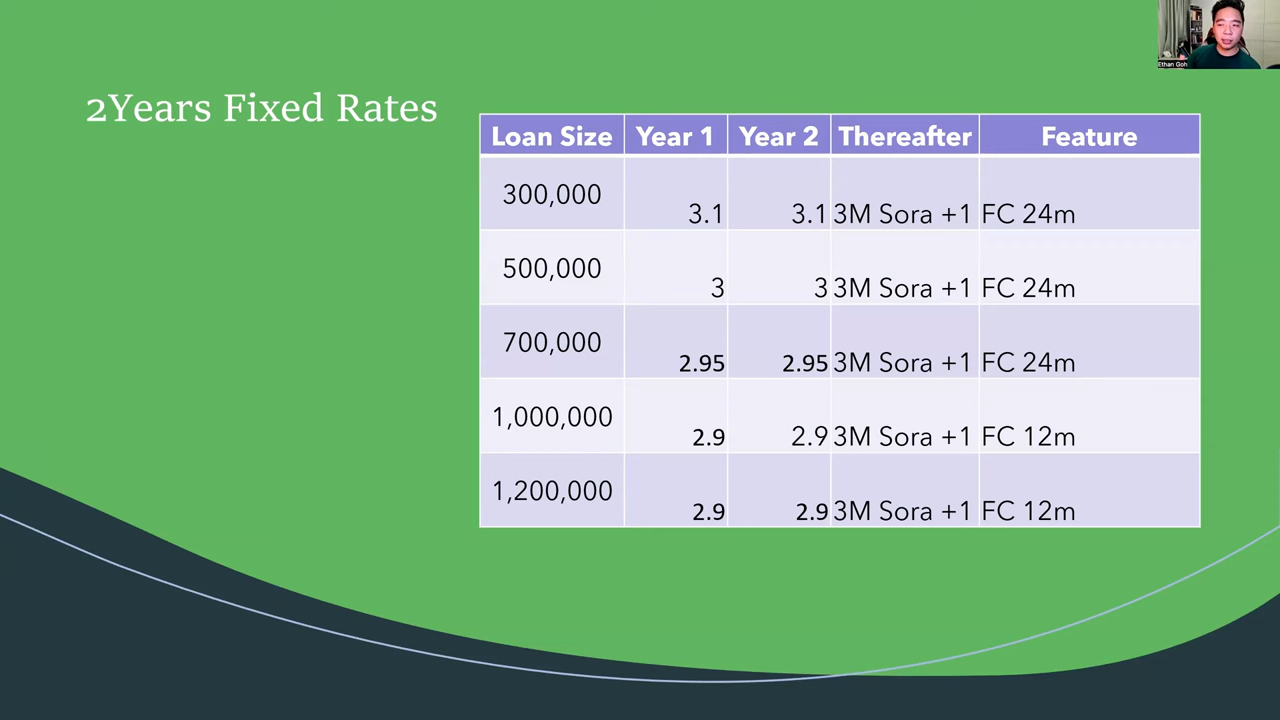 2Years Fixed Rates
Loan Size Year 1 Year 2 Thereafter Feature
300,000 3.1 3.1 3M Sora +1 FC 24m
500,000 3 3 3M Sora +1 FC 24m
700,000 2.95 2.95 3M Sora +1 FC 24m
1,000,000 2.9 2.9 3M Sora +1 FC 12m
1,200,000 2.9 2.9 3M Sora +1 FC 12m
Ethan Goh